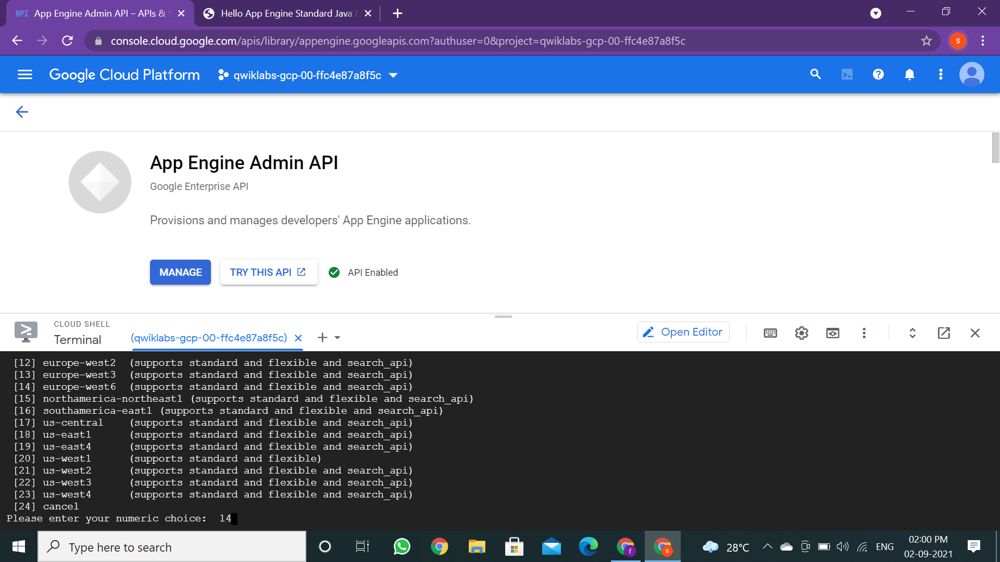 API App Engine Admin API – APIs & S
Hello App Engine Standard Java 8
console.cloud.google.com/apis/library/appengine.googleapis.com?authuser=0&project=qwiklabs-gcp-00-ffc4e87a8f5c
s
Google Cloud Platform
qwiklabs-gcp-00-ffc4e87a8f5c
App Engine Admin API
Google Enterprise API
Provisions and manages developers' App Engine applications.
MANAGE
TRY THIS API
API Enabled
CLOUD SHELL
Terminal
(qwiklabs-gcp-00-ffc4e87a8f5c)
Open Editor
[12] europe-west2 (supports standard and flexible and search_api)
[13] europe-west3 (supports standard and flexible and search_api)
[14] europe-west6 (supports standard and flexible and search_api)
[15] northamerica-northeast1 (supports standard and flexible and search_api)
[16] southamerica-east1 (supports standard and flexible and search_api)
[17] us-central (supports standard and flexible and search_api)
[18] us-east1 (supports standard and flexible and search_api)
[19] us-east4 (supports standard and flexible and search_api)
[20] us-west1 (supports standard and flexible)
[21] us-west2 (supports standard and flexible and search_api)
[22] us-west3 (supports standard and flexible and search_api)
[23] us-west4 (supports standard and flexible and search_api)
[24] cancel
Please enter your numeric choice: 14
Type here to search
f
s
28°C
ENG
02:00 PM
02-09-2021